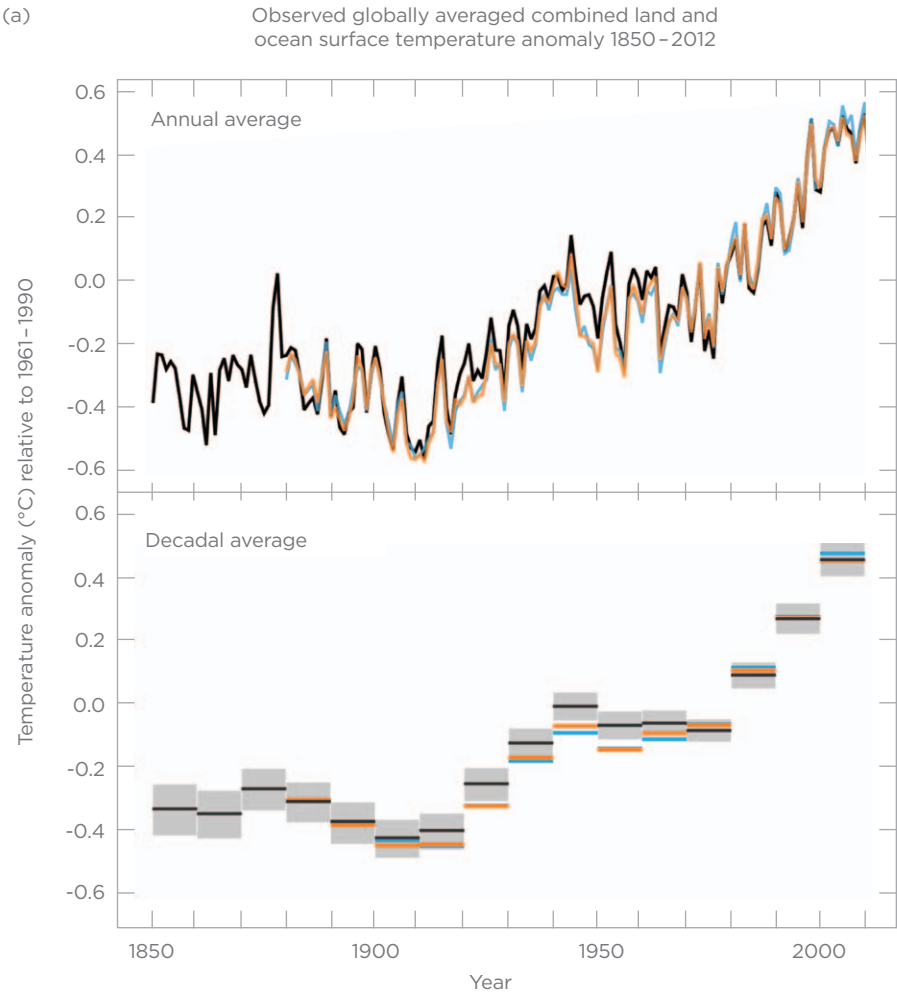 (a)
Observed globally averaged combined land and
ocean surface temperature anomaly 1850–2012
Temperature anomaly (°C) relative to 1961–1990
Annual average
0.6
0.4
0.2
0.0
-0.2
-0.4
-0.6
Decadal average
0.6
0.4
0.2
0.0
-0.2
-0.4
-0.6
1850
1900
1950
2000
Year